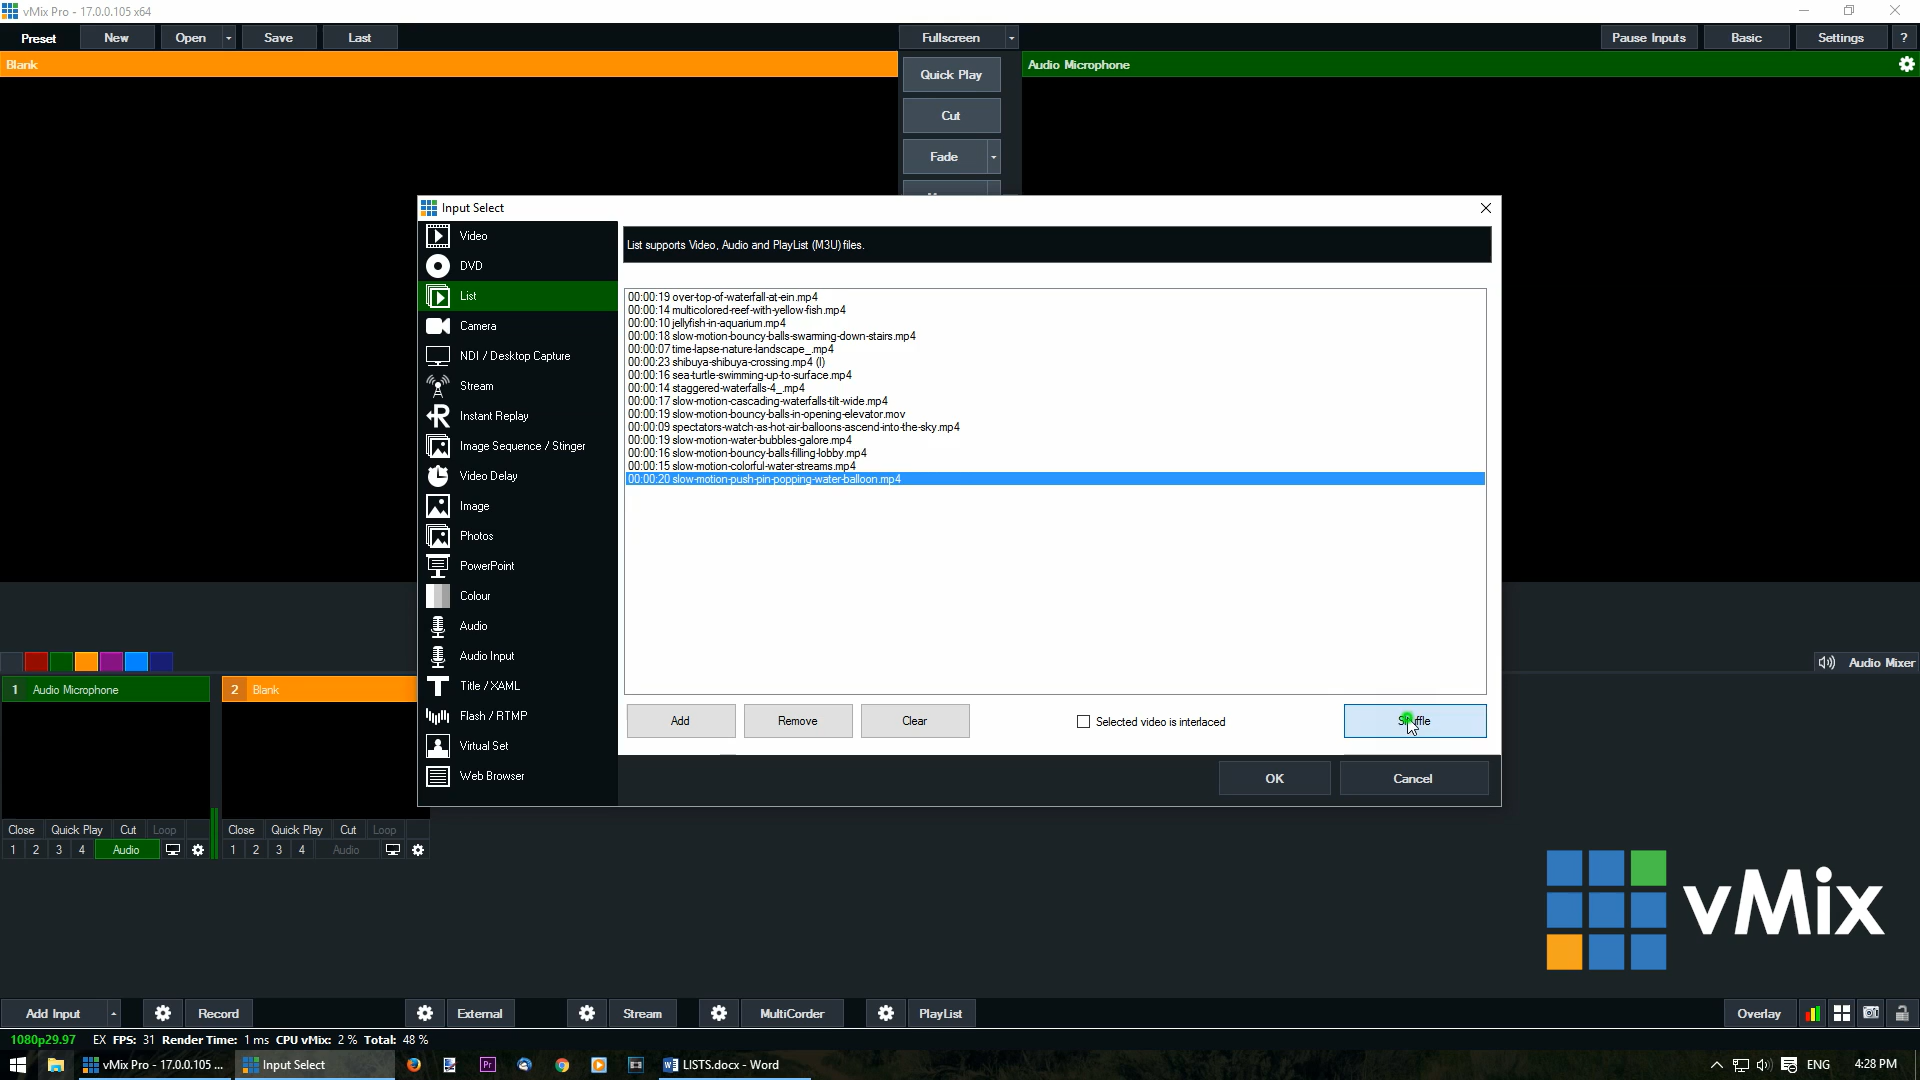 vMix Pro - 17.0.0.105 x64
Preset New Open Save Last Fullscreen Pause Inputs Basic Settings ?
Blank
Quick Play
Audio Microphone
Cut
Fade
Input Select
Video
DVD
List
Camera
NDI / Desktop Capture
Stream
Instant Replay
Image Sequence / Stinger
Video Delay
Image
Photos
PowerPoint
Colour
Audio
Audio Input
Title / XAML
Flash / RTMP
Virtual Set
Web Browser
List supports Video, Audio and PlayList (M3U) files.
00:00:19 over-top-of-waterfall-at-ein.mp4
00:00:14 multicolored-reef-with-yellow-fish.mp4
00:00:10 jellyfish-in-aquarium.mp4
00:00:18 slow-motion-bouncy-balls-swarming-down-stairs.mp4
00:00:07 time-lapse-nature-landscape_.mp4
00:00:23 shibuya-shibuya-crossing.mp4 (I)
00:00:16 sea-turtle-swimming-up-to-surface.mp4
00:00:14 staggered-waterfalls-4_.mp4
00:00:17 slow-motion-cascading-waterfalls-tilt-wide.mp4
00:00:19 slow-motion-bouncy-balls-in-opening-elevator.mov
00:00:09 spectators-watch-as-hot-air-balloons-ascend-into-the-sky.mp4
00:00:19 slow-motion-water-bubbles-galore.mp4
00:00:16 slow-motion-bouncy-balls-filling-lobby.mp4
00:00:15 slow-motion-colorful-water-streams.mp4
00:00:20 slow-motion-push-pin-popping-water-balloon.mp4
Add Remove Clear Selected video is interlaced Shuffle
OK Cancel
Audio Mixer
1 Audio Microphone
2 Blank
Close Quick Play Cut Loop
1 2 3 4 Audio
Close Quick Play Cut Loop
1 2 3 4 Audio
vMix
Add Input Record External Stream MultiCorder PlayList Overlay
1080p29.97 EX FPS: 31 Render Time: 1 ms CPU vMix: 2 % Total: 48 %
vMix Pro - 17.0.0.105 ... Input Select Pr LISTS.docx - Word ENG 4:28 PM